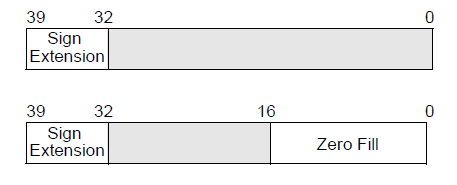 39 32 0
Sign
Extension
39 32 16 0
Sign
Extension
Zero Fill